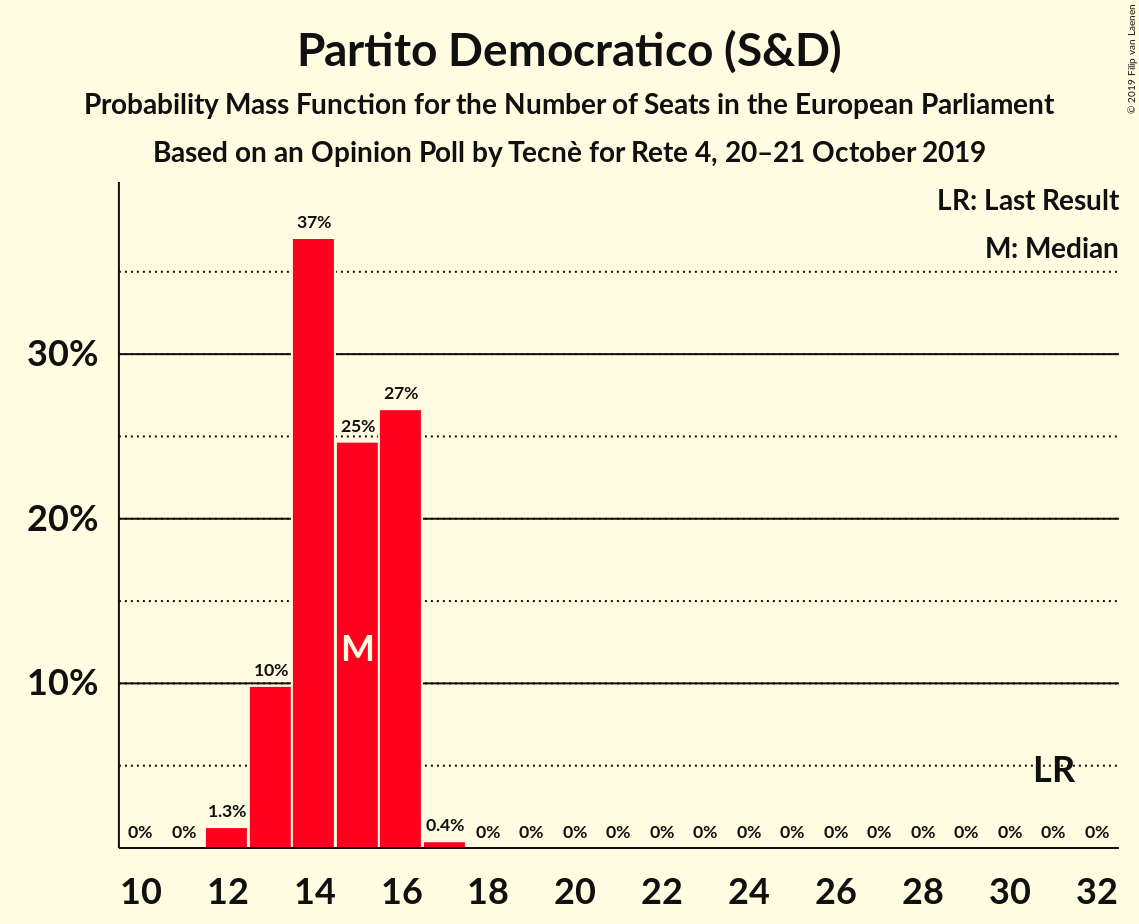 Partito Democratico (S&D)
Probability Mass Function for the Number of Seats in the European Parliament
Based on an Opinion Poll by Tecnè for Rete 4, 20–21 October 2019
© 2019 Filip van Laenen
LR: Last Result
M: Median
37%
30%
27%
25%
20%
M
10%
10%
LR
1.3%
0.4%
0% 0% 0% 0% 0% 0% 0% 0% 0% 0% 0% 0% 0% 0% 0% 0% 0%
10 12 14 16 18 20 22 24 26 28 30 32